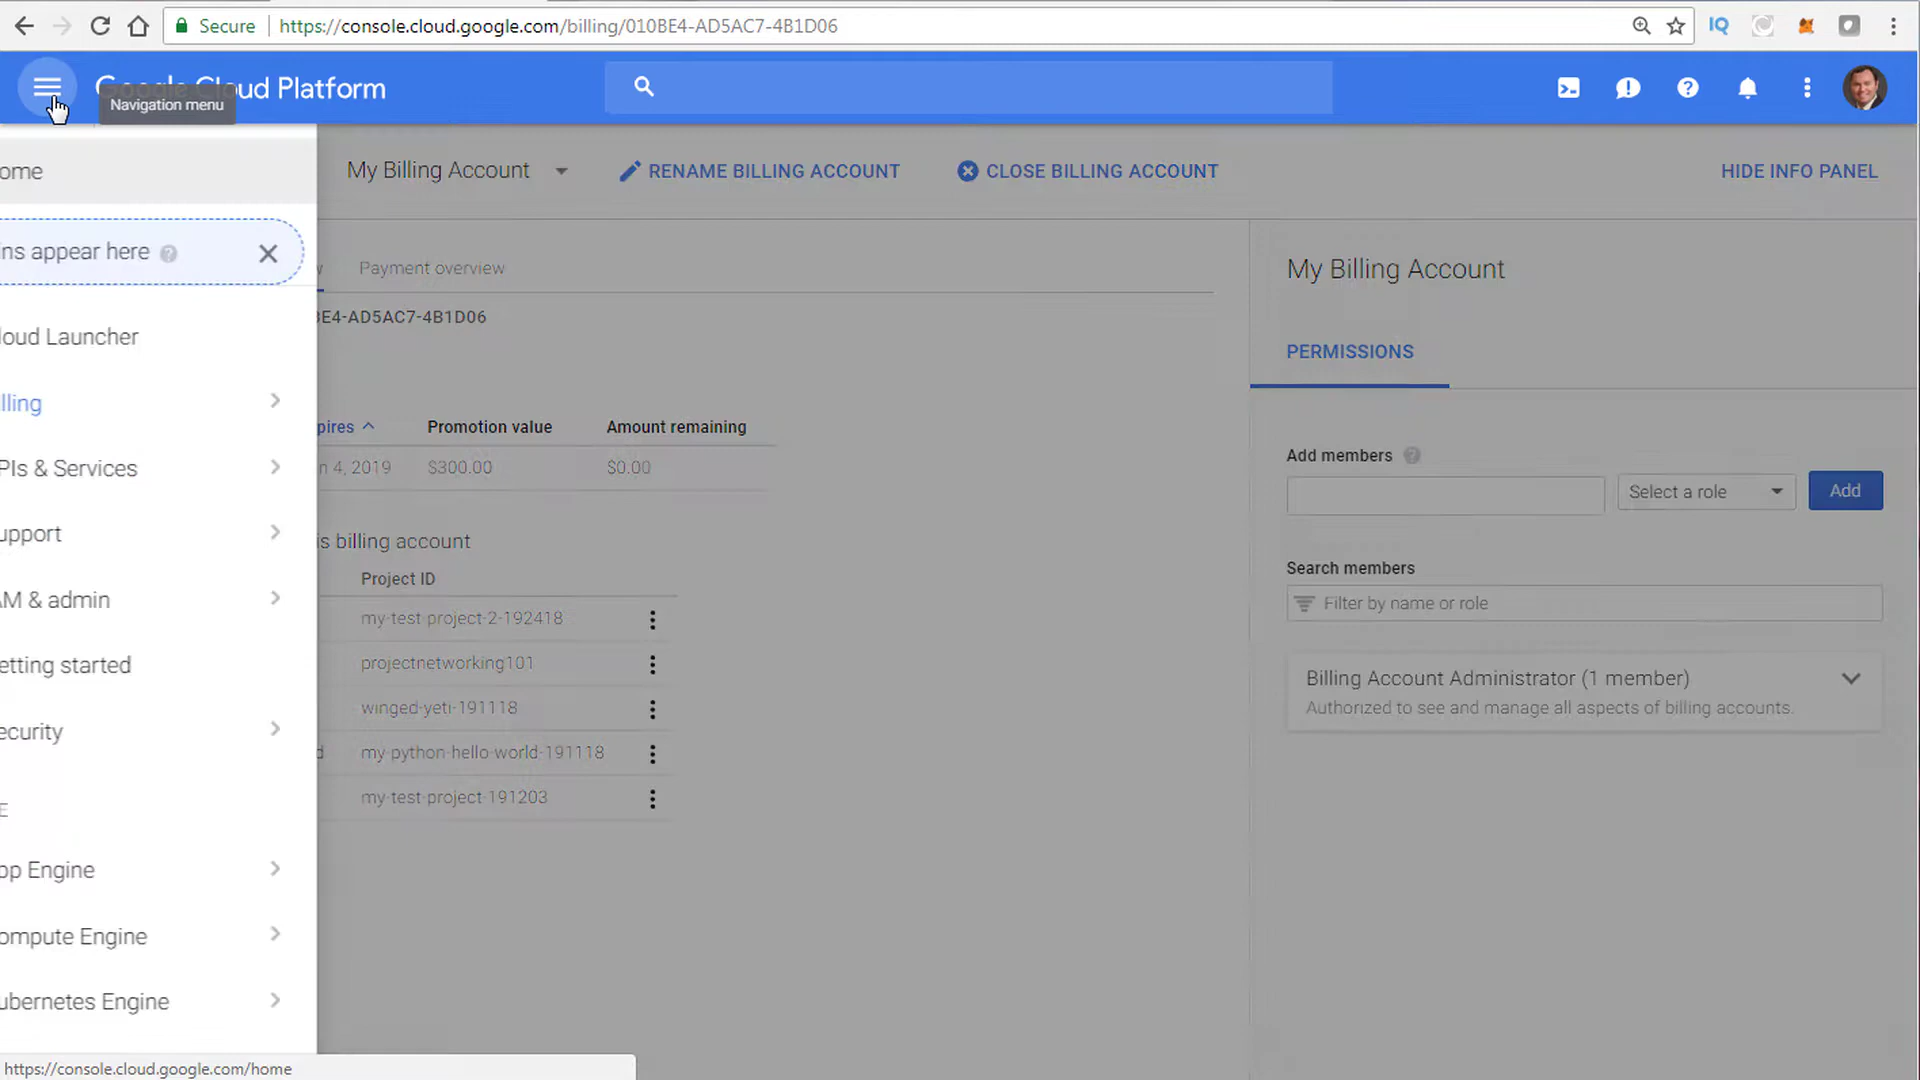 Secure https://console.cloud.google.com/billing/010BE4-AD5AC7-4B1D06
Google Cloud Platform
Navigation menu
ome
My Billing Account
RENAME BILLING ACCOUNT
CLOSE BILLING ACCOUNT
HIDE INFO PANEL
ins appear here
w Payment overview
My Billing Account
BE4-AD5AC7-4B1D06
loud Launcher
PERMISSIONS
lling
pires Promotion value Amount remaining
n 4, 2019 $300.00 $0.00
Add members
PIs & Services
Select a role Add
upport
is billing account
Search members
Project ID
AM & admin
Filter by name or role
my-test-project-2-192418
etting started
projectnetworking101
Billing Account Administrator (1 member)
Authorized to see and manage all aspects of billing accounts.
winged-yeti-191118
ecurity
d my-python-hello-world-191118
my-test-project-191203
E
pp Engine
ompute Engine
ubernetes Engine
https://console.cloud.google.com/home